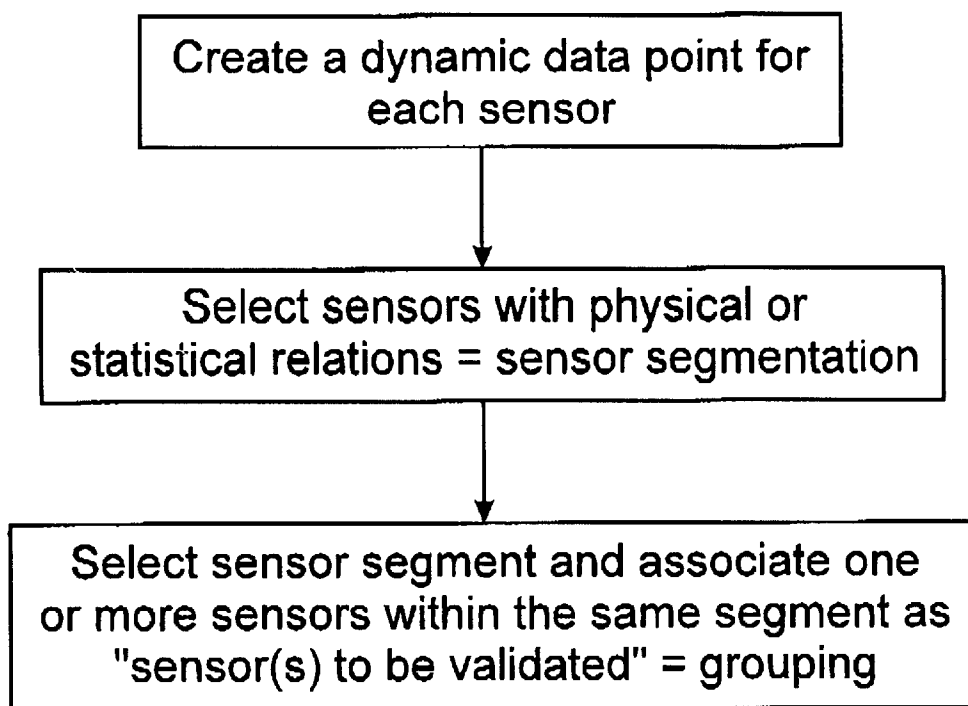 Create a dynamic data point for
each sensor
Select sensors with physical or
statistical relations = sensor segmentation
Select sensor segment and associate one
or more sensors within the same segment as
"sensor(s) to be validated" = grouping